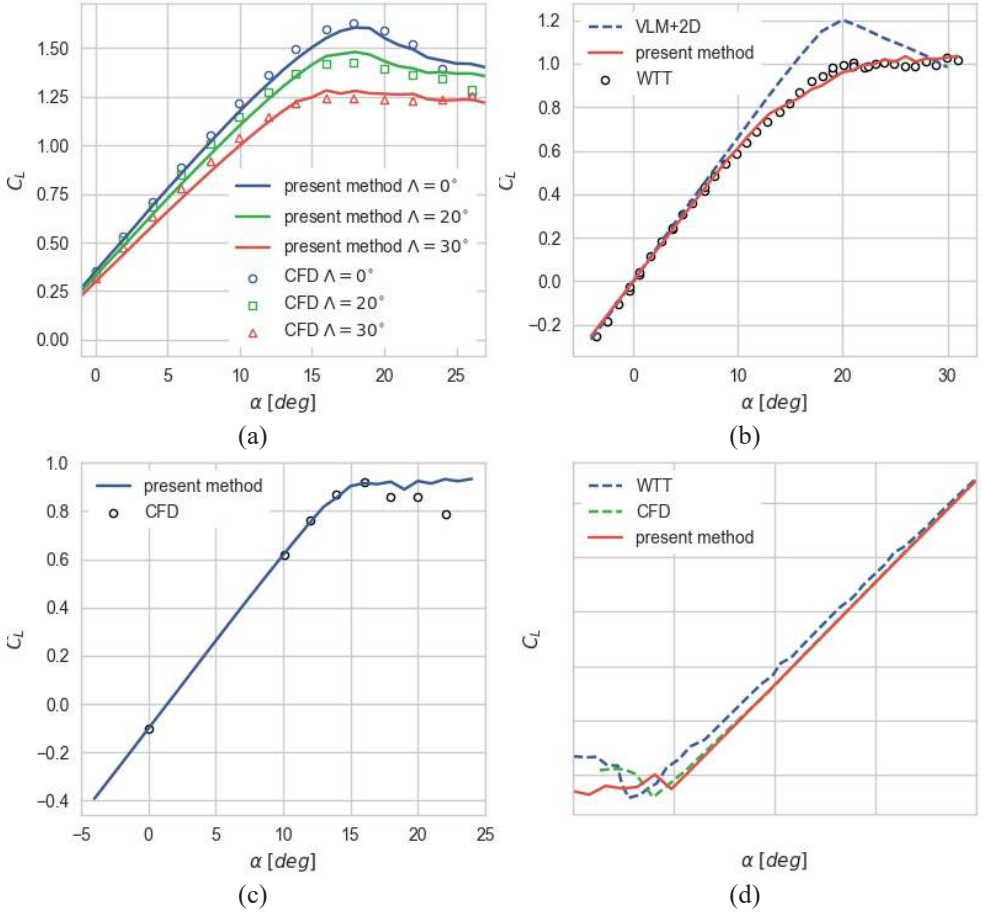 1.50
1.25
1.00
0.75
0.50
0.25
0.00
C_L
present method Λ = 0°
present method Λ = 20°
present method Λ = 30°
CFD Λ = 0°
CFD Λ = 20°
CFD Λ = 30°
0 5 10 15 20 25
α [deg]
(a)
1.2
1.0
0.8
0.6
0.4
0.2
0.0
−0.2
C_L
VLM+2D
present method
WTT
0 10 20 30
α [deg]
(b)
1.0
0.8
0.6
0.4
0.2
0.0
−0.2
−0.4
C_L
present method
CFD
−5 0 5 10 15 20 25
α [deg]
(c)
C_L
WTT
CFD
present method
α [deg]
(d)